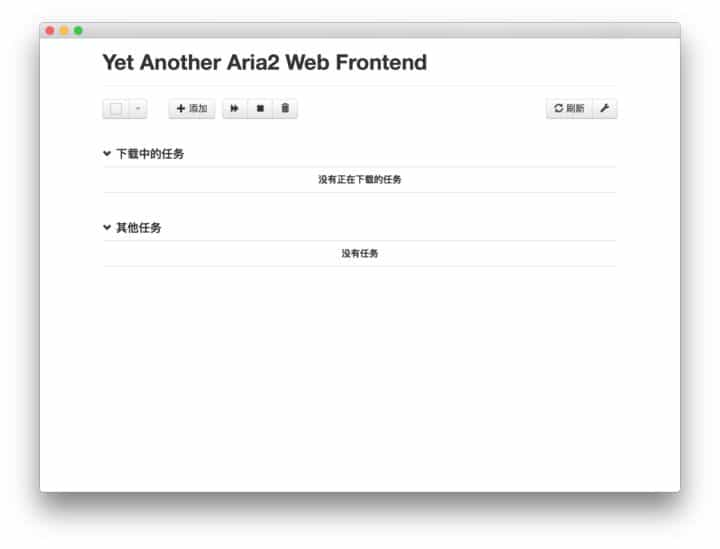 Yet Another Aria2 Web Frontend
添加
刷新
下载中的任务
没有正在下载的任务
其他任务
没有任务